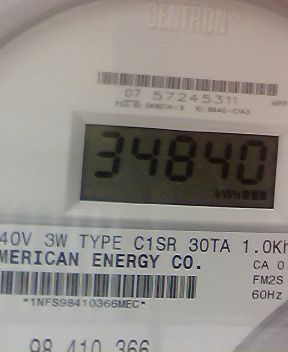 CENTRON
07 57245311
34840
kWh
40V 3W TYPE C1SR 30TA 1.0Kh
MERICAN ENERGY CO.
CA 0
FM2S
60Hz
*1NFS98410366MEC*
98 410 366